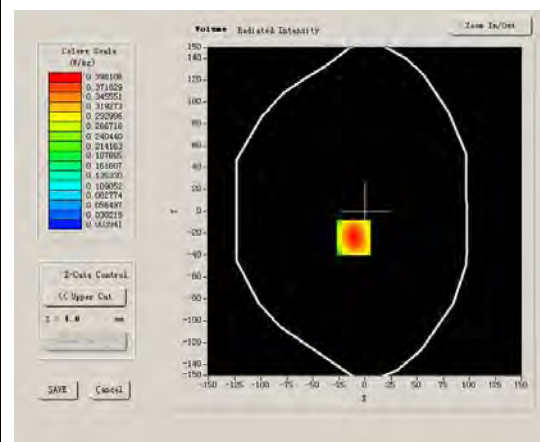 Volume Radiated Intensity
Zoom In/Out
Colors Scale
(W/kg)
0.398108
0.371829
0.345551
0.319273
0.292996
0.266718
0.240440
0.214163
0.187885
0.161607
0.135330
0.109052
0.082774
0.056497
0.030219
0.003941
150
120
100
80
60
40
20
0
-20
-40
-60
-80
-100
-120
-140
-150
Y
-150 -125 -100 -75 -50 -25 0 25 50 75 100 125 150
X
Z-Cuts Control
<< Upper Cut
Z = 4.0 mm
SAVE
Cancel